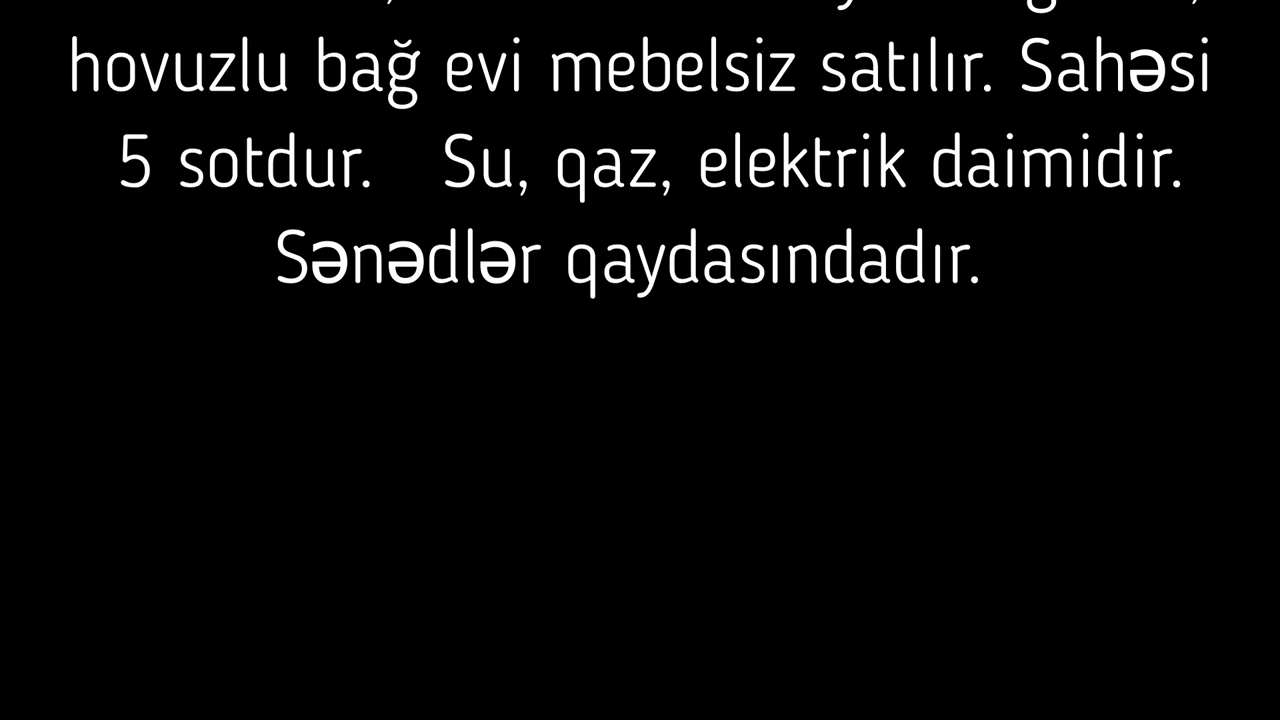 hovuzlu bağ evi mebelsiz satılır. Sahəsi
5 sotdur. Su, qaz, elektrik daimidir.
Sənədlər qaydasındadır.